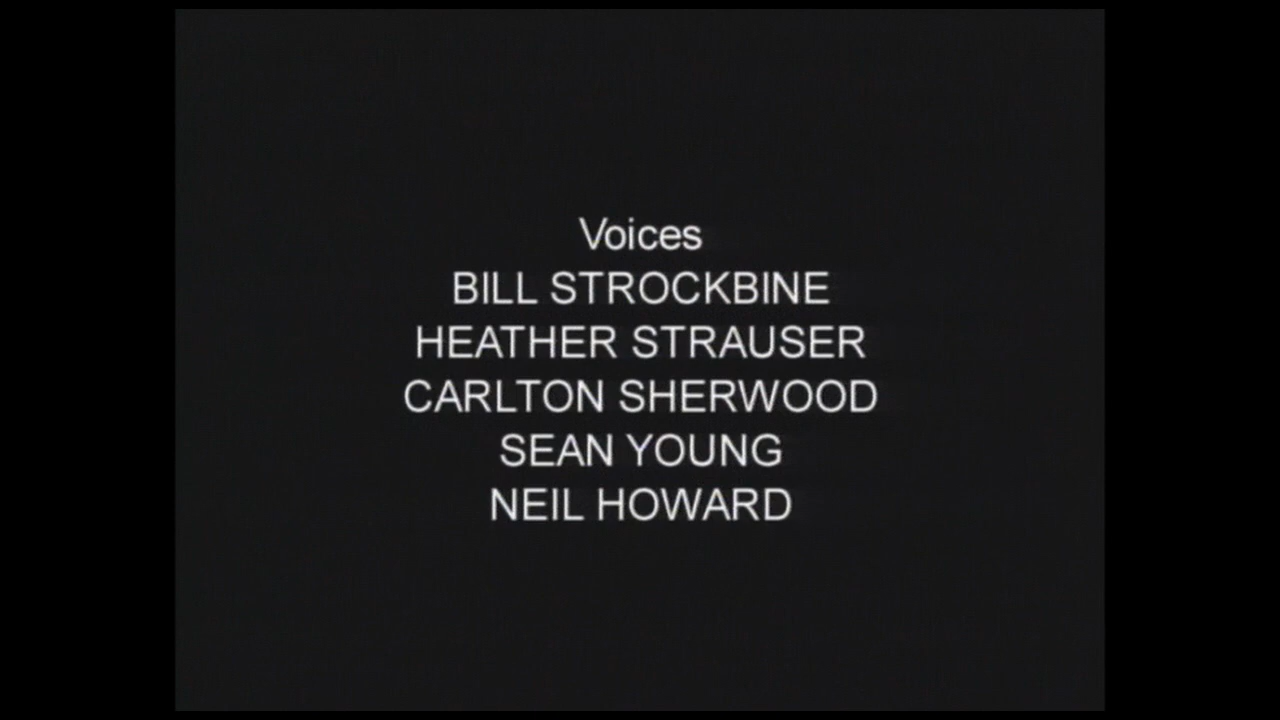 Voices
BILL STROCKBINE
HEATHER STRAUSER
CARLTON SHERWOOD
SEAN YOUNG
NEIL HOWARD